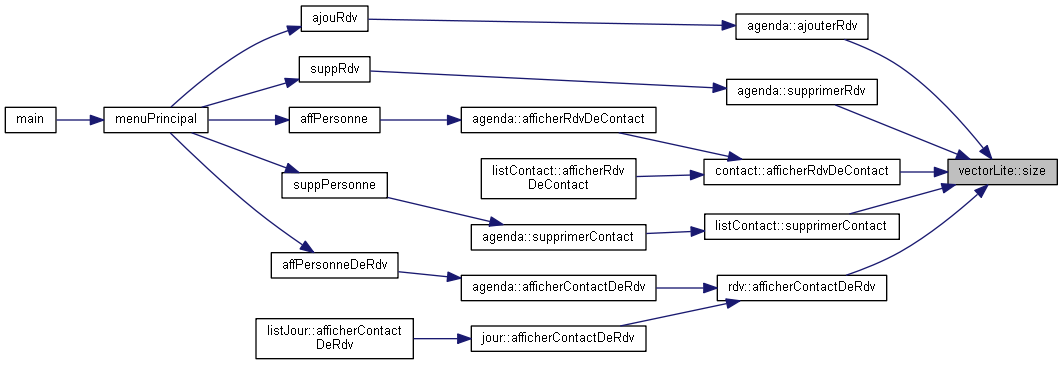 ajouRdv
agenda::ajouterRdv
suppRdv
agenda::supprimerRdv
main
menuPrincipal
affPersonne
agenda::afficherRdvDeContact
listContact::afficherRdv
DeContact
contact::afficherRdvDeContact
vectorLite::size
suppPersonne
agenda::supprimerContact
listContact::supprimerContact
affPersonneDeRdv
agenda::afficherContactDeRdv
rdv::afficherContactDeRdv
listJour::afficherContact
DeRdv
jour::afficherContactDeRdv